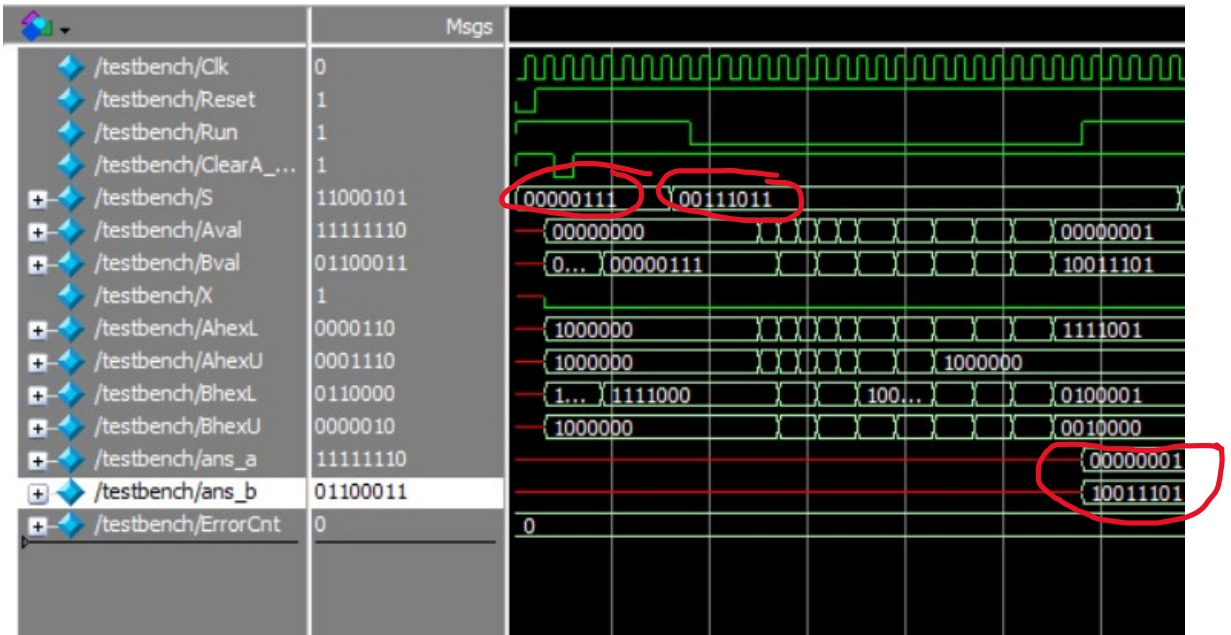 Msgs
/testbench/Clk 0
/testbench/Reset 1
/testbench/Run 1
/testbench/ClearA_... 1
/testbench/S 11000101 00000111 00111011
/testbench/Aval 11111110 00000000 00000001
/testbench/Bval 01100011 0... 00000111 10011101
/testbench/X 1
/testbench/AhexL 0000110 1000000 1111001
/testbench/AhexU 0001110 1000000 1000000
/testbench/BhexL 0110000 1... 1111000 100... 0100001
/testbench/BhexU 0000010 1000000 0010000
/testbench/ans_a 11111110 00000001
/testbench/ans_b 01100011 10011101
/testbench/ErrorCnt 0 0